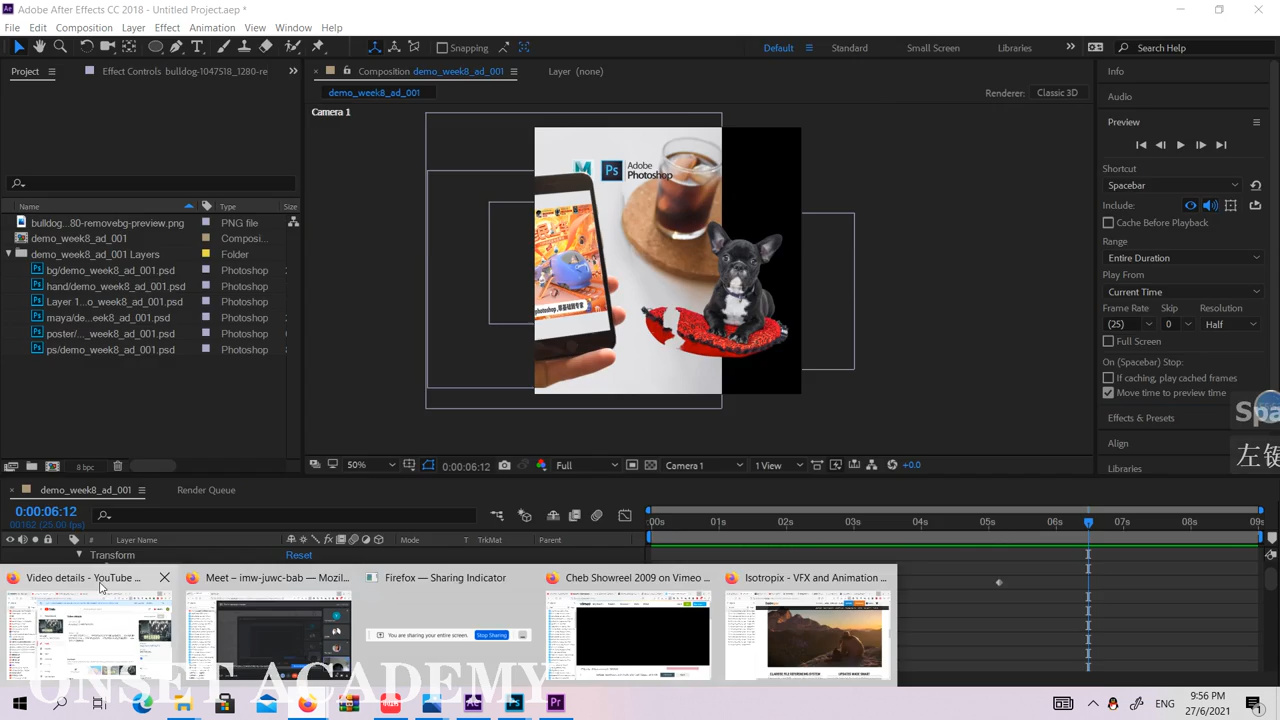 Adobe After Effects CC 2018 - Untitled Project.aep *
File Edit Composition Layer Effect Animation View Window Help
Snapping
Default
Standard
Small Screen
Libraries
Search Help
Project
Effect Controls bulldog-1047518_1280-re
Composition demo_week8_ad_001
Layer (none)
demo_week8_ad_001
Renderer:
Classic 3D
Camera 1
Adobe
Photoshop
Ps
Name
Type
Size
bulldog...80-removebg-preview.png
PNG file
demo_week8_ad_001
Composi...
demo_week8_ad_001 Layers
Folder
bg/demo_week8_ad_001.psd
Photoshop
hand/demo_week8_ad_001.psd
Photoshop
Layer 1...o_week8_ad_001.psd
Photoshop
maya/de...eek8_ad_001.psd
Photoshop
poster/..._week8_ad_001.psd
Photoshop
ps/demo_week8_ad_001.psd
Photoshop
8 bpc
50%
0:00:06:12
Full
Camera 1
1 View
+0.0
Info
Audio
Preview
Shortcut
Spacebar
Include:
Cache Before Playback
Range
Entire Duration
Play From
Current Time
Frame Rate
Skip
Resolution
(25)
0
Half
Full Screen
On (Spacebar) Stop:
If caching, play cached frames
Move time to preview time
Effects & Presets
Spa
Align
左键
Libraries
demo_week8_ad_001
Render Queue
0:00:06:12
00162 (25.00 fps)
:00s 01s 02s 03s 04s 05s 06s 07s 08s 09s
#
Layer Name
Mode
T TrkMat
Parent
Transform
Reset
Video details - YouTube ...
Meet – imw-juwc-bab — Mozil...
Firefox — Sharing Indicator
Cheb Showreel 2009 on Vimeo ...
Isotropix - VFX and Animation ...
You are sharing your entire screen.
Stop Sharing
ENG
9:56 PM
27/6/2021